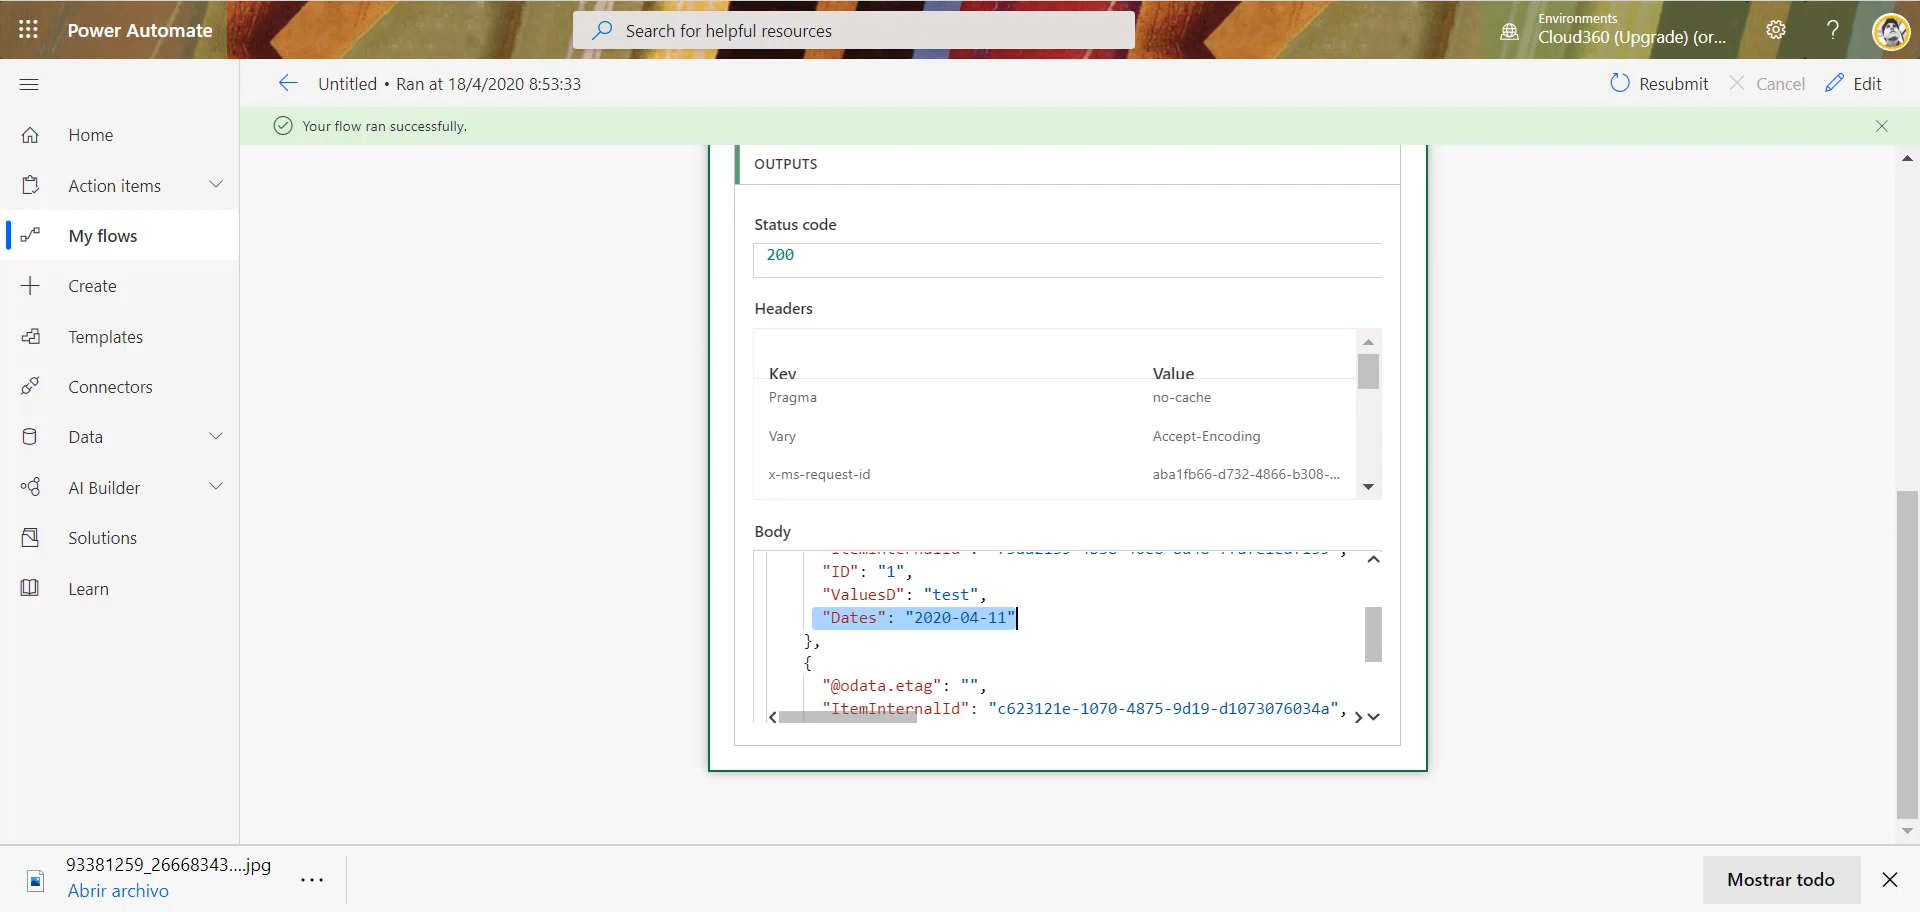 Power Automate
Search for helpful resources
Environments
Cloud360 (Upgrade) (or...
?
Untitled • Ran at 18/4/2020 8:53:33
Resubmit
Cancel
Edit
Your flow ran successfully.
Home
Action items
My flows
Create
Templates
Connectors
Data
AI Builder
Solutions
Learn
OUTPUTS
Status code
200
Headers
Key Value
Pragma no-cache
Vary Accept-Encoding
x-ms-request-id aba1fb66-d732-4866-b308-...
Body
"ID": "1",
"ValuesD": "test",
"Dates": "2020-04-11"
},
{
"@odata.etag": "",
"ItemInternalId": "c623121e-1070-4875-9d19-d1073076034a",
93381259_26668343....jpg
Abrir archivo
...
Mostrar todo